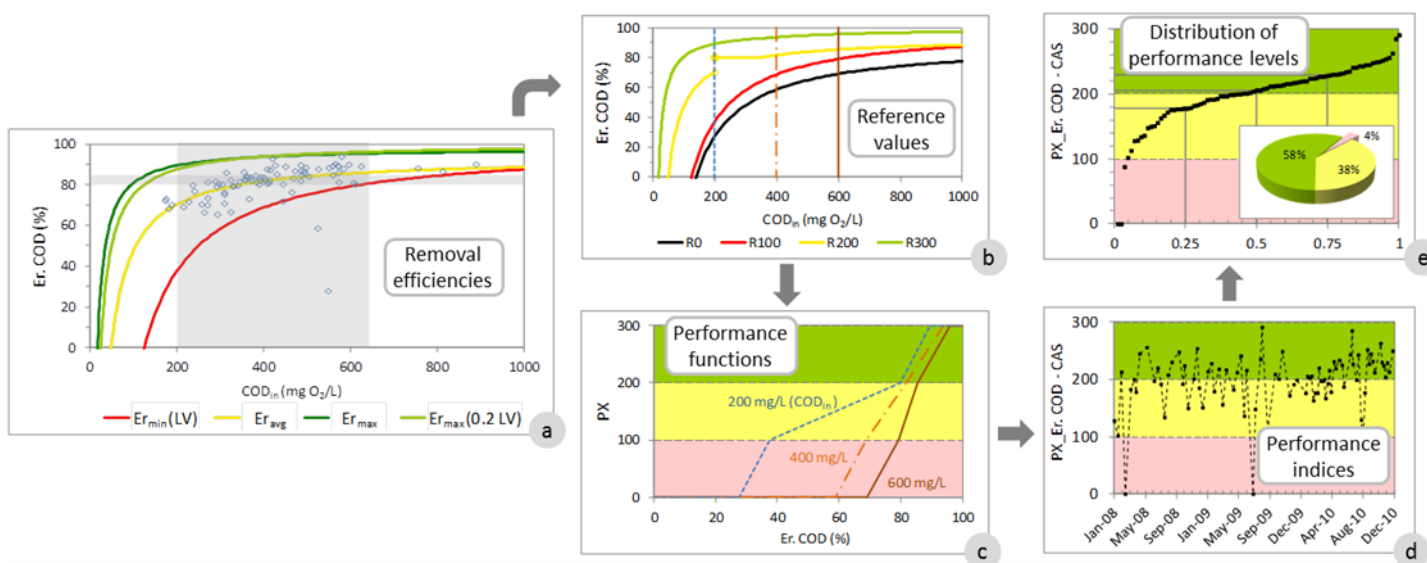 Er. COD (%)
100
80
60
40
20
0
0
200
400
600
800
1000
COD_in (mg O₂/L)
Removal
efficiencies
Er_min (LV)
Er_avg
Er_max
Er_max (0.2 LV)
a
Er. COD (%)
100
80
60
40
20
0
0
200
400
600
800
1000
COD_in (mg O₂/L)
Reference
values
R0
R100
R200
R300
b
PX
300
200
100
0
Performance
functions
200 mg/L (COD_in)
400 mg/L
600 mg/L
0
20
40
60
80
100
Er. COD (%)
c
PX_Er. COD - CAS
300
200
100
0
Performance
indices
Jan-08
May-08
Sep-08
Jan-09
May-09
Sep-09
Dec-09
Apr-10
Aug-10
Dec-10
d
PX_Er. COD - CAS
300
200
100
0
Distribution of
performance levels
4%
58%
38%
0
0.25
0.5
0.75
1
e